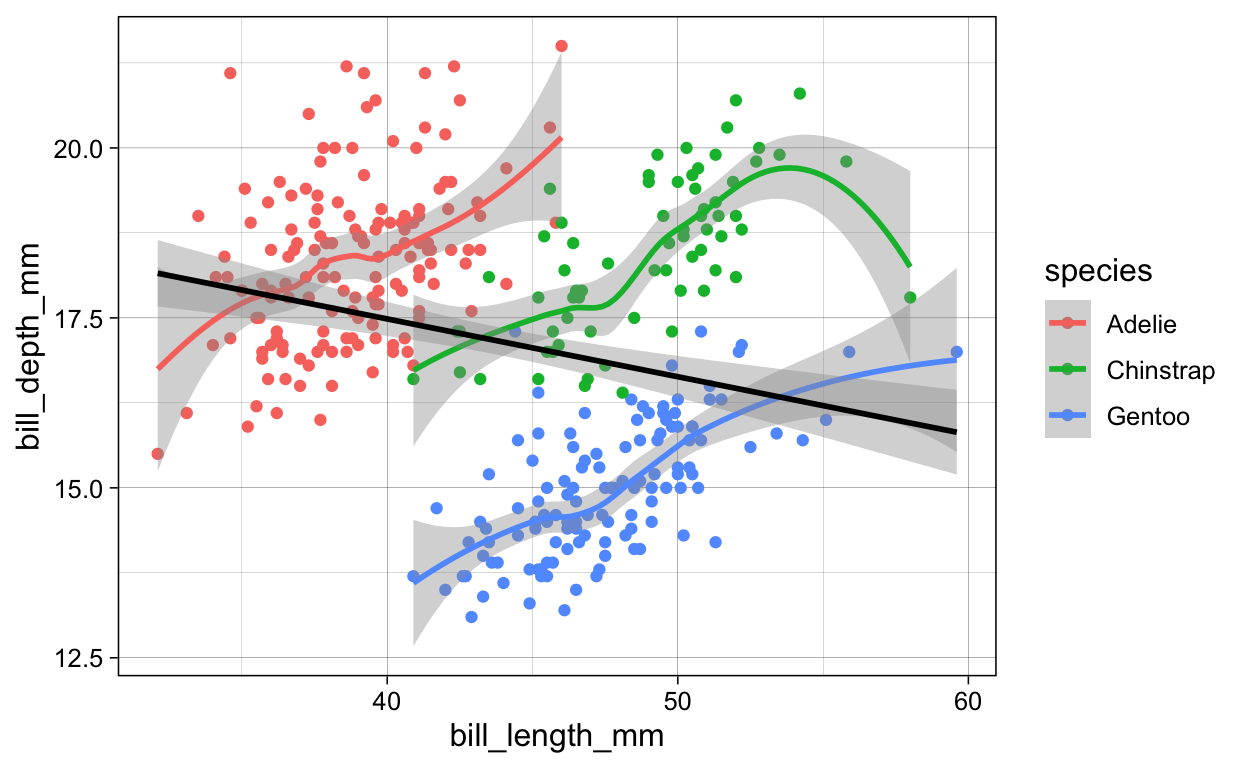 20.0
17.5
15.0
12.5
bill_depth_mm
40 50 60
bill_length_mm
species
Adelie
Chinstrap
Gentoo